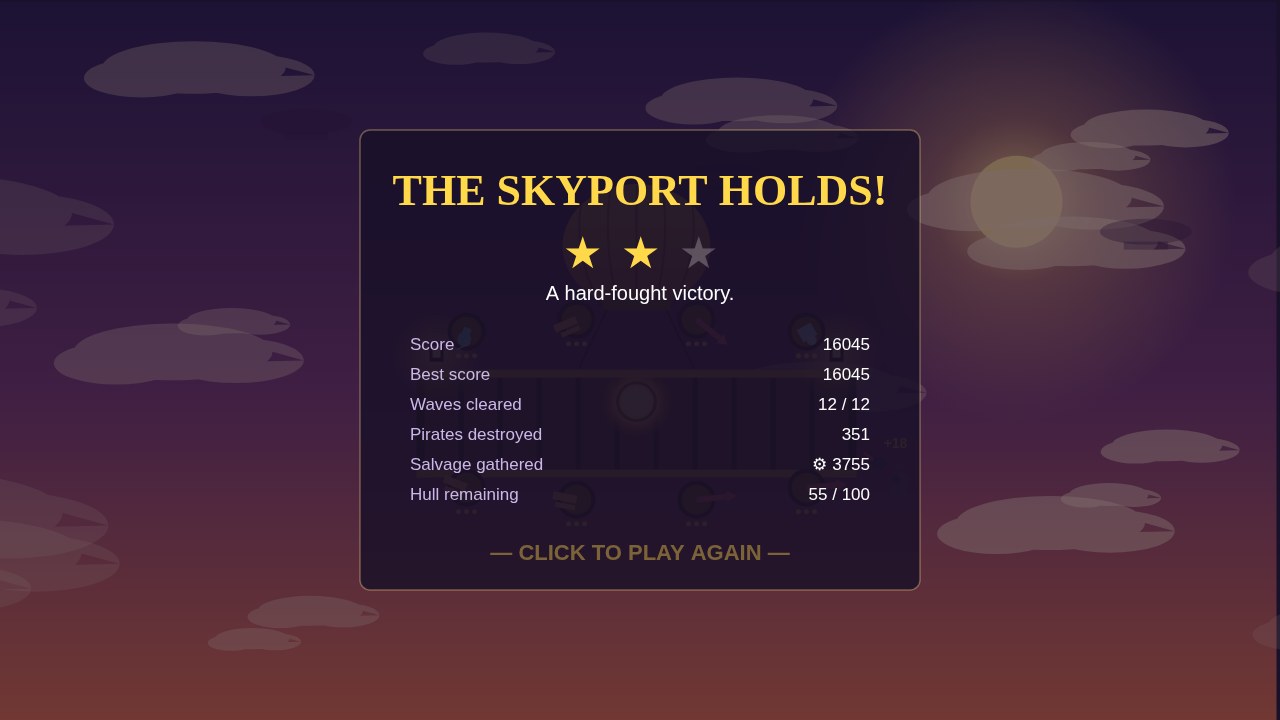 THE SKYPORT HOLDS!
★ ★ ★
A hard-fought victory.
Score 16045
Best score 16045
Waves cleared 12 / 12
Pirates destroyed 351
Salvage gathered ⚙ 3755
Hull remaining 55 / 100
— CLICK TO PLAY AGAIN —
+18